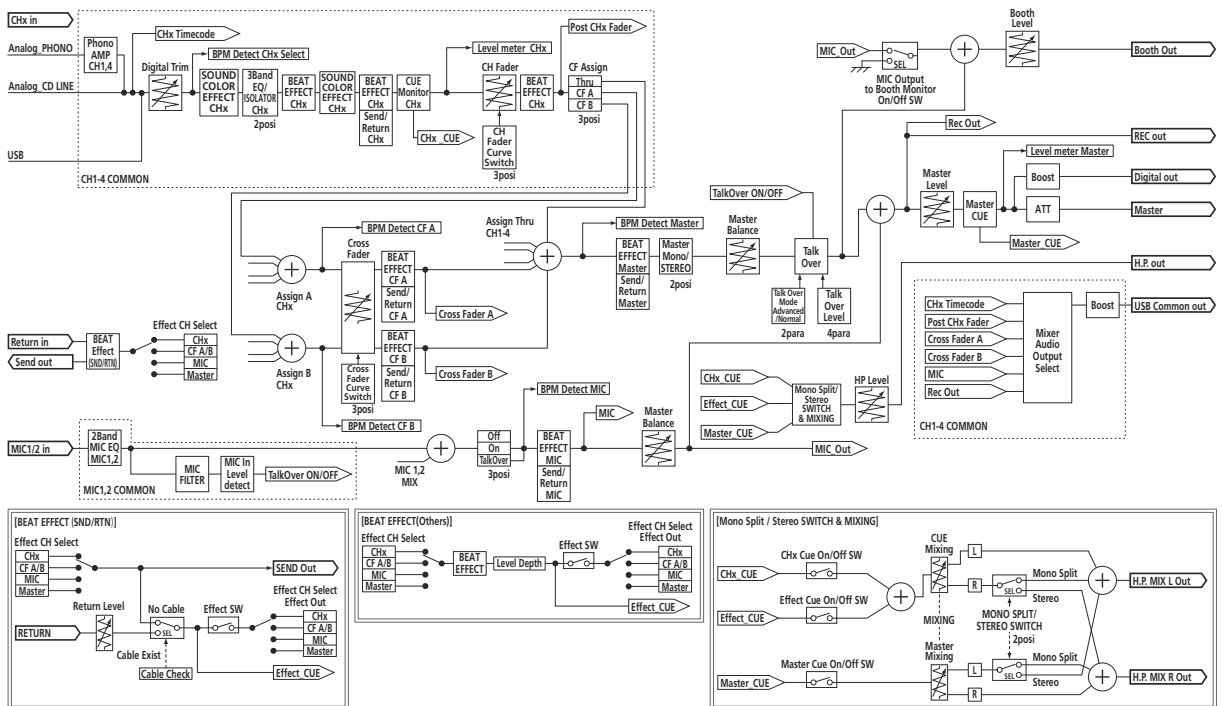 CHx in
Analog_PHONO
Phono
AMP
CH1,4
CHx Timecode
BPM Detect CHx Select
Digital Trim
Analog_CD LINE
USB
SOUND
COLOR
EFFECT
CHx
3Band
EQ/
ISOLATOR
CHx
2posi
BEAT
EFFECT
CHx
SOUND
COLOR
EFFECT
CHx
BEAT
EFFECT
CHx
Send/
Return
CHx
CUE
Monitor
CHx
CHx _CUE
Level meter_CHx
CH Fader
CH
Fader
Curve
Switch
3posi
BEAT
EFFECT
CHx
Post CHx Fader
CF Assign
Thru
CF A
CF B
3posi
CH1-4 COMMON
MIC_Out
SEL
MIC Output
to Booth Monitor
On/Off SW
Booth
Level
Booth Out
Rec Out
REC out
Level meter Master
Master
Level
Master
CUE
Boost
Digital out
ATT
Master
Master_CUE
H.P. out
TalkOver ON/OFF
Assign Thru
CH1-4
BPM Detect Master
BEAT
EFFECT
Master
Send/
Return
Master
Master
Mono/
STEREO
2posi
Master
Balance
Talk
Over
Talk Over
Mode
Advanced
/Normal
2para
Talk
Over
Level
4para
BPM Detect CF A
Cross
Fader
Assign A
CHx
BEAT
EFFECT
CF A
Send/
Return
CF A
Cross Fader A
Assign B
CHx
BEAT
EFFECT
CF B
Send/
Return
CF B
Cross Fader B
Cross
Fader
Curve
Switch
3posi
BPM Detect CF B
Return in
Send out
BEAT
Effect
(SND/RTN)
Effect CH Select
CHx
CF A/B
MIC
Master
CHx Timecode
Post CHx Fader
Cross Fader A
Cross Fader B
MIC
Rec Out
Mixer
Audio
Output
Select
Boost
USB Common out
CH1-4 COMMON
CHx_CUE
Effect_CUE
Master_CUE
Mono Split/
Stereo
SWITCH
& MIXING
HP Level
MIC1/2 in
2Band
MIC EQ
MIC1,2
MIC
FILTER
MIC In
Level
detect
TalkOver ON/OFF
MIC1,2 COMMON
MIC 1,2
MIX
Off
On
TalkOver
3posi
BPM Detect MIC
BEAT
EFFECT
MIC
Send/
Return
MIC
MIC
Master
Balance
MIC_Out
[BEAT EFFECT (SND/RTN)]
Effect CH Select
CHx
CF A/B
MIC
Master
SEND Out
Return Level
RETURN
No Cable
SEL
Cable Exist
Cable Check
Effect SW
Effect CH Select
Effect Out
CHx
CF A/B
MIC
Master
Effect_CUE
[BEAT EFFECT(Others)]
Effect CH Select
CHx
CF A/B
MIC
Master
BEAT
EFFECT
Level Depth
Effect SW
Effect CH Select
Effect Out
CHx
CF A/B
MIC
Master
Effect_CUE
[Mono Split / Stereo SWITCH & MIXING]
CHx Cue On/Off SW
CHx_CUE
Effect Cue On/Off SW
Effect_CUE
Master Cue On/Off SW
Master_CUE
CUE
Mixing
MIXING
Master
Mixing
L
R
SEL
Mono Split
Stereo
MONO SPLIT/
STEREO SWITCH
2posi
L
R
SEL
Mono Split
Stereo
H.P. MIX L Out
H.P. MIX R Out